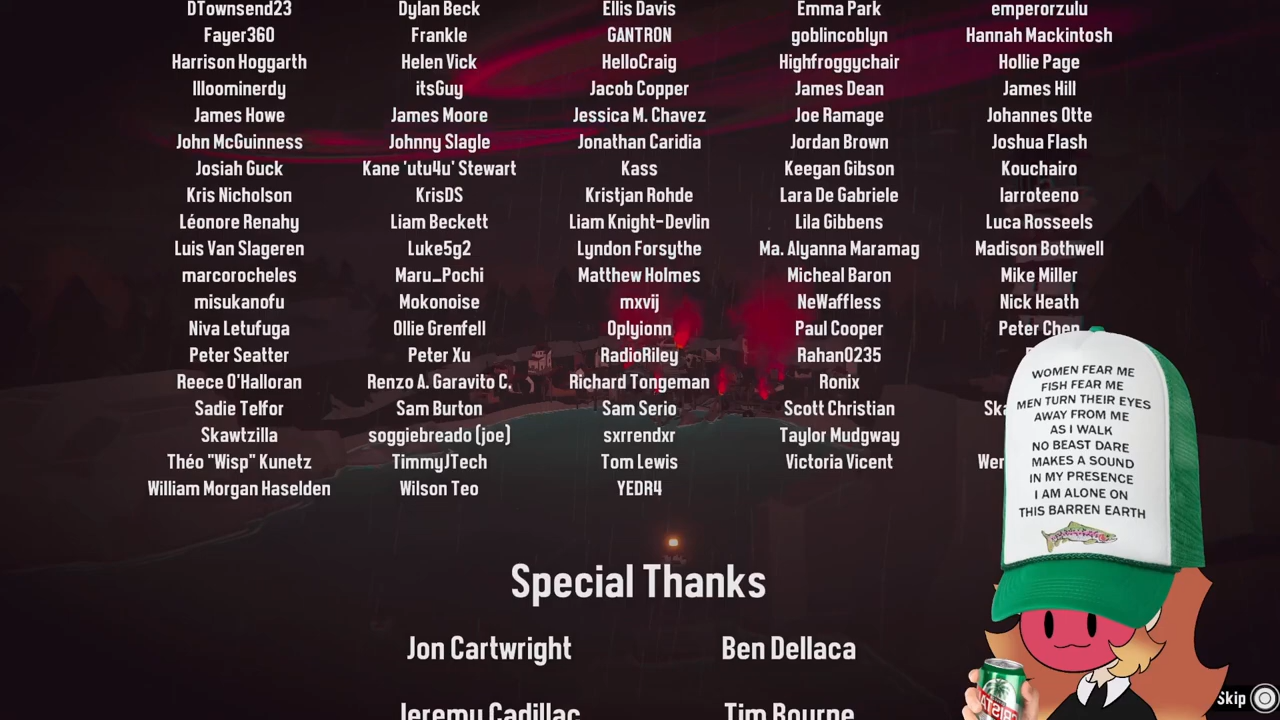 DTownsend23 Dylan Beck Ellis Davis Emma Park emperorzulu
Fayer360 Frankle GANTRON goblincoblyn Hannah Mackintosh
Harrison Hoggarth Helen Vick HelloCraig Highfroggychair Hollie Page
Illoominerdy itsGuy Jacob Copper James Dean James Hill
James Howe James Moore Jessica M. Chavez Joe Ramage Johannes Otte
John McGuinness Johnny Slagle Jonathan Caridia Jordan Brown Joshua Flash
Josiah Guck Kane 'utu4u' Stewart Kass Keegan Gibson Kouchairo
Kris Nicholson KrisDS Kristjan Rohde Lara De Gabriele larroteeno
Léonore Renahy Liam Beckett Liam Knight-Devlin Lila Gibbens Luca Rosseels
Luis Van Slageren Luke5g2 Lyndon Forsythe Ma. Alyanna Maramag Madison Bothwell
marcorocheles Maru_Pochi Matthew Holmes Micheal Baron Mike Miller
misukanofu Mokonoise mxvij NeWaffless Nick Heath
Niva Letufuga Ollie Grenfell Oplyionn Paul Cooper Peter Chen
Peter Seatter Peter Xu RadioRiley Rahan0235
Reece O'Halloran Renzo A. Garavito C. Richard Tongeman Ronix
Sadie Telfor Sam Burton Sam Serio Scott Christian
Skawtzilla soggiebreado (joe) sxrrendxr Taylor Mudgway
Théo "Wisp" Kunetz TimmyJTech Tom Lewis Victoria Vicent
William Morgan Haselden Wilson Teo YEDR4
WOMEN FEAR ME
FISH FEAR ME
MEN TURN THEIR EYES
AWAY FROM ME
AS I WALK
NO BEAST DARE
MAKES A SOUND
IN MY PRESENCE
I AM ALONE ON
THIS BARREN EARTH
Special Thanks
Jon Cartwright Ben Dellaca
Jeremy Cadillac Tim Bourne
Skip